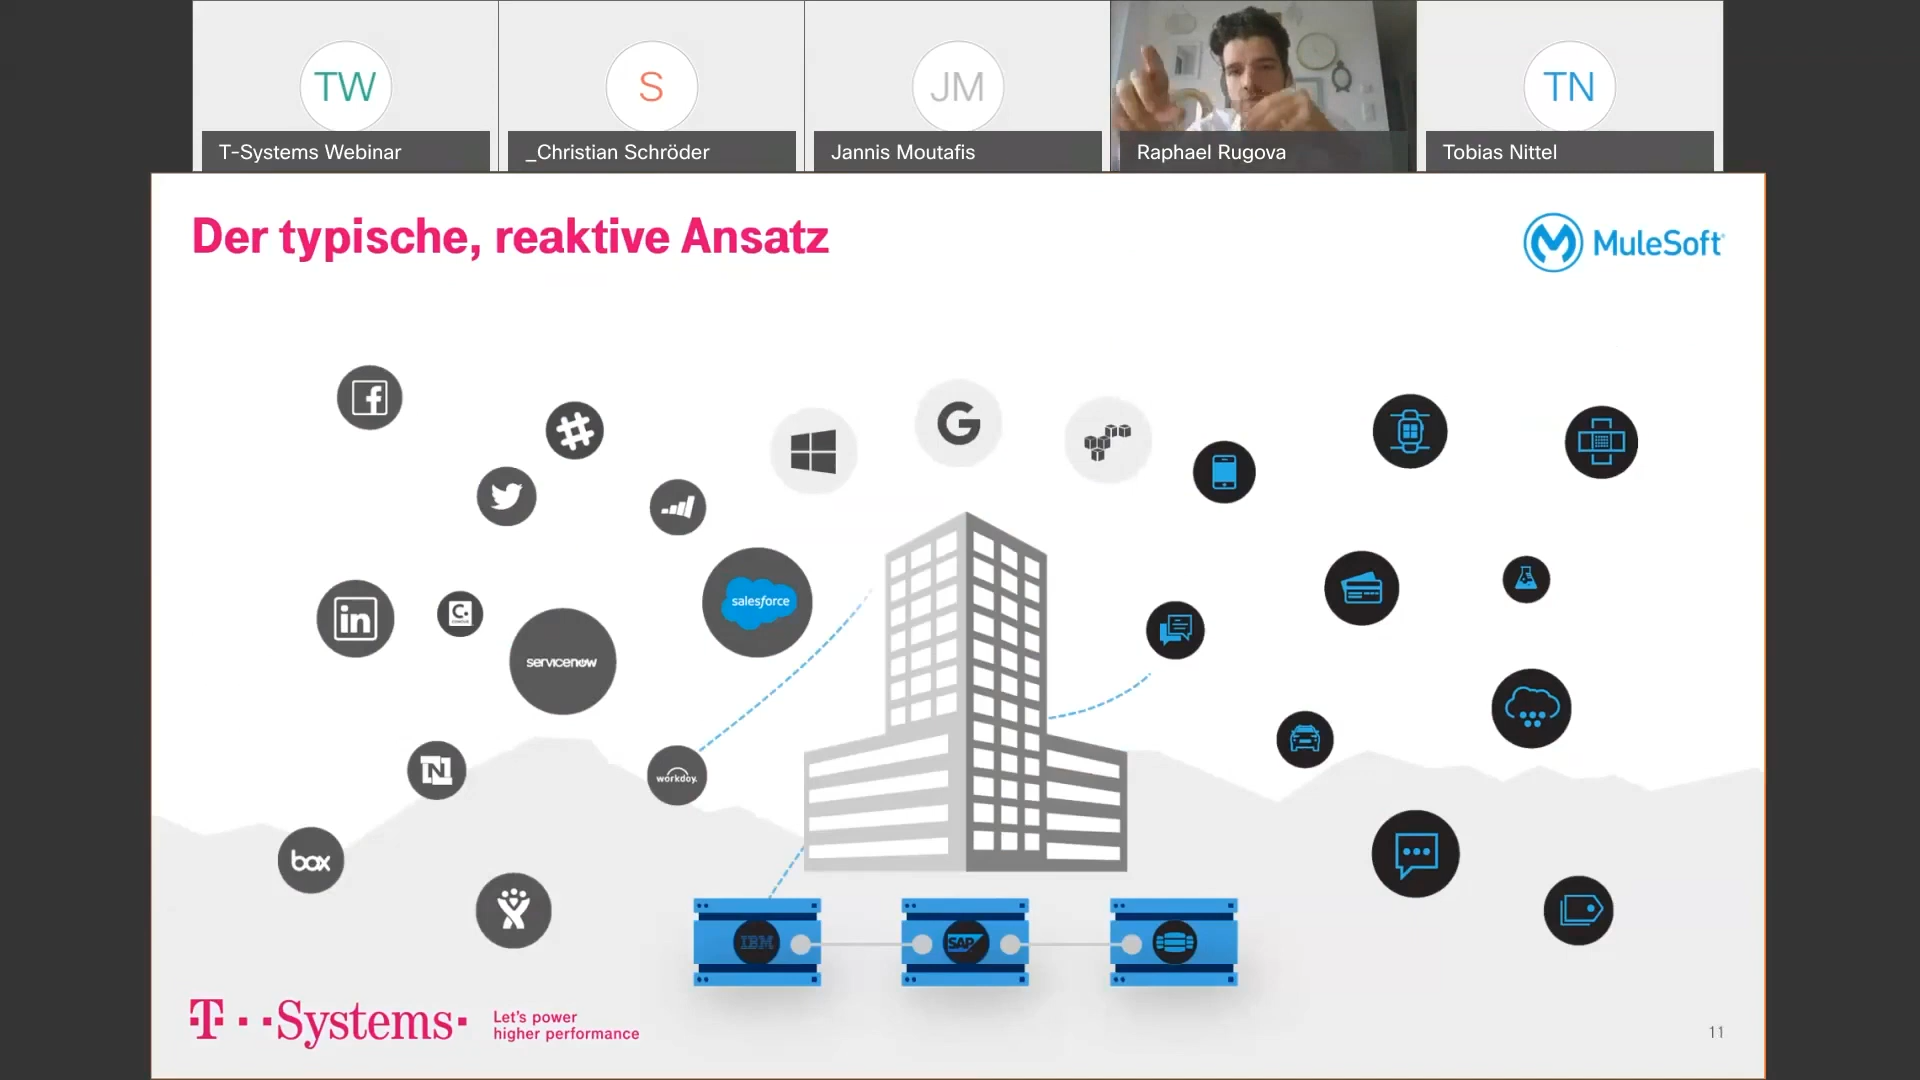 TW
S
JM
TN
T-Systems Webinar
_Christian Schröder
Jannis Moutafis
Raphael Rugova
Tobias Nittel
Der typische, reaktive Ansatz
MuleSoft
salesforce
servicenow
workday.
box
IBM
SAP
T··Systems·
Let's power
higher performance
11